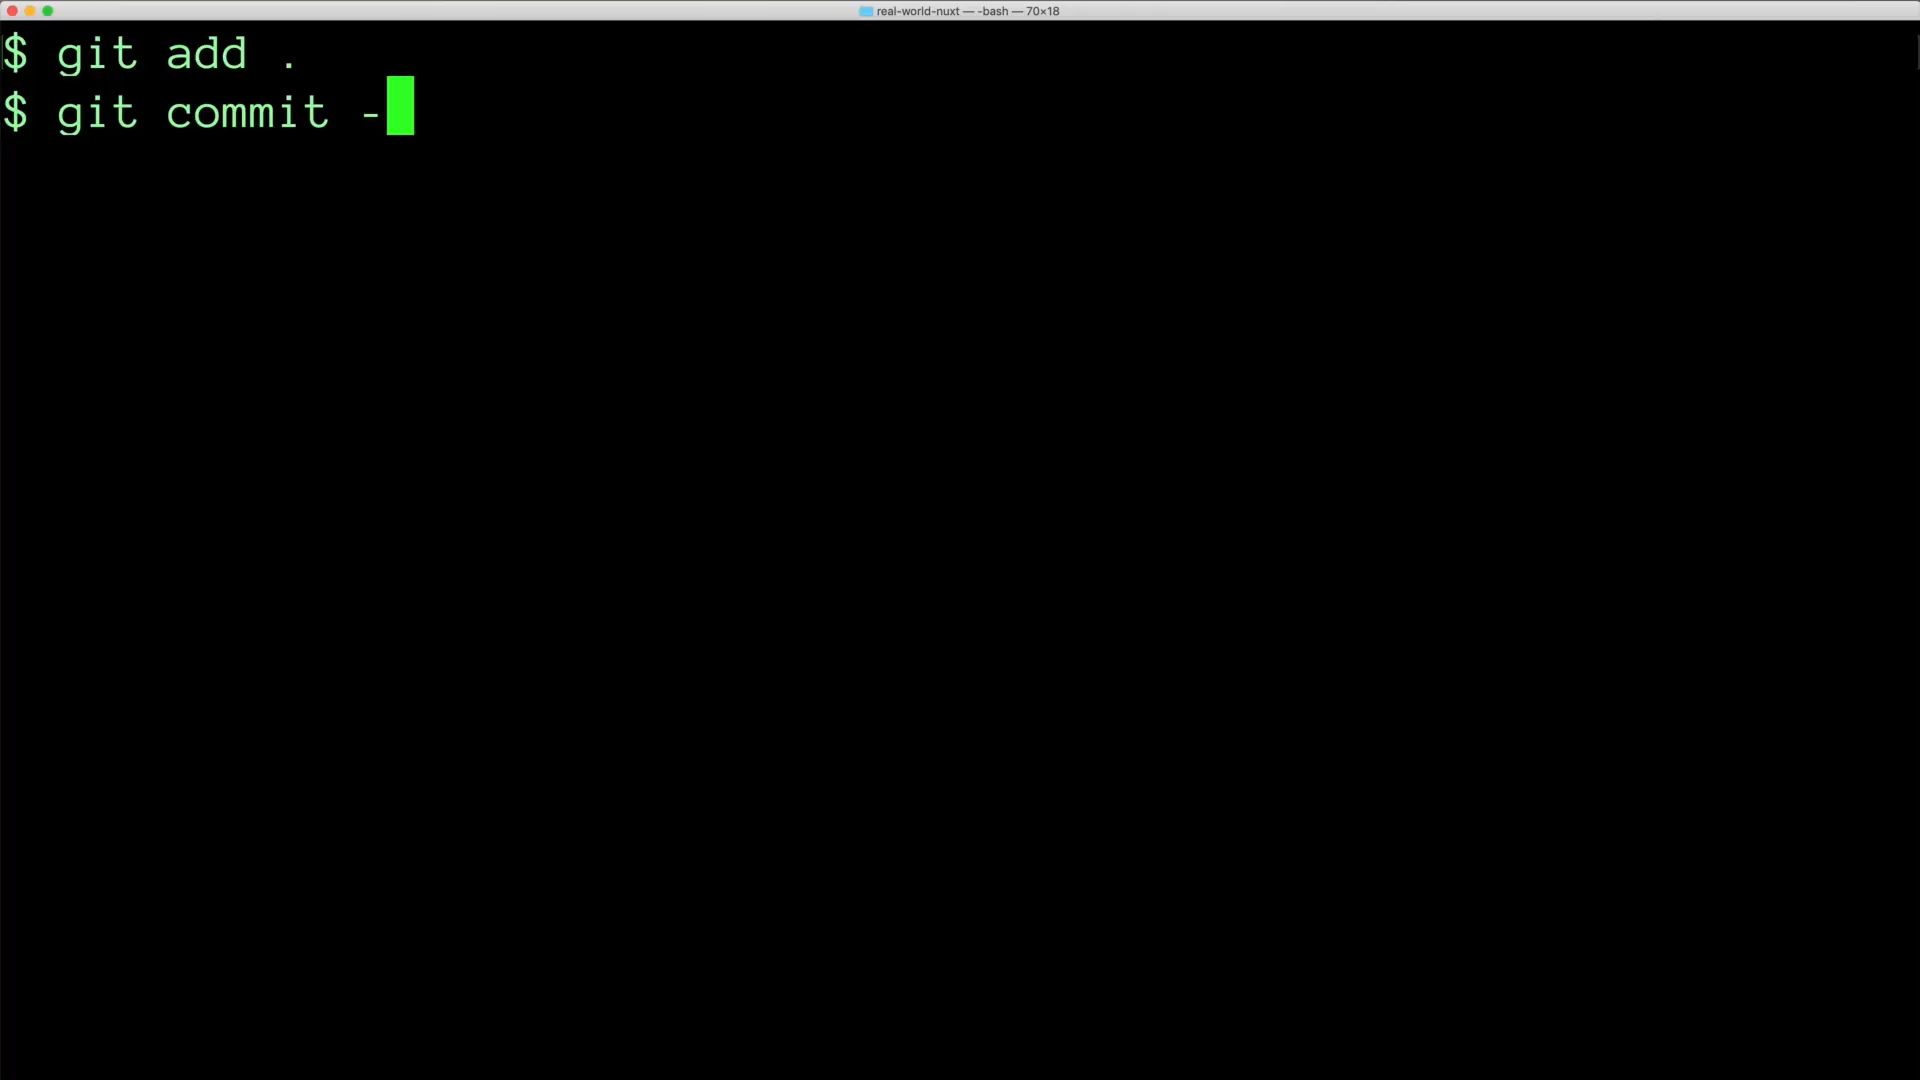 real-world-nuxt — -bash — 70×18
$ git add .
$ git commit -